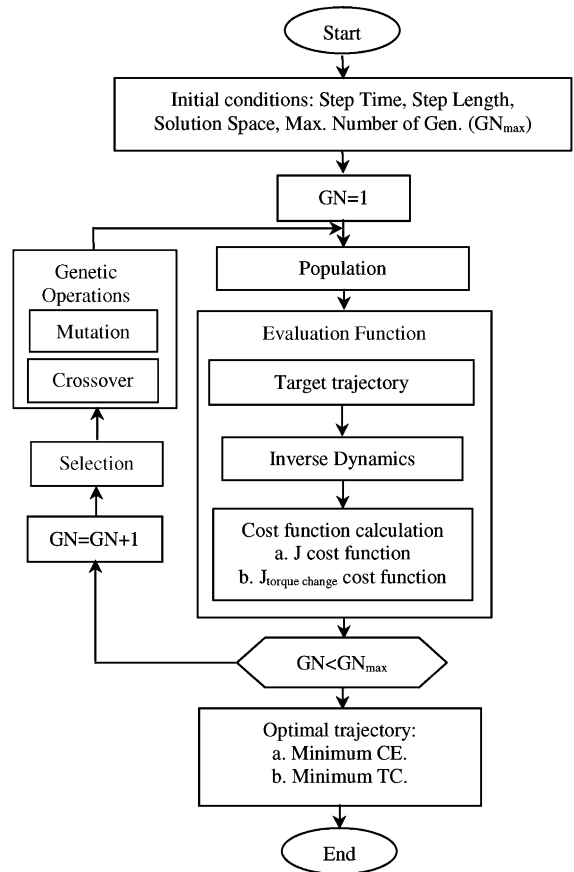 Start
Initial conditions: Step Time, Step Length,
Solution Space, Max. Number of Gen. (GNmax)
GN=1
Population
Genetic
Operations
Mutation
Crossover
Selection
GN=GN+1
Evaluation Function
Target trajectory
Inverse Dynamics
Cost function calculation
a. J cost function
b. Jtorque change cost function
GN<GNmax
Optimal trajectory:
a. Minimum CE.
b. Minimum TC.
End